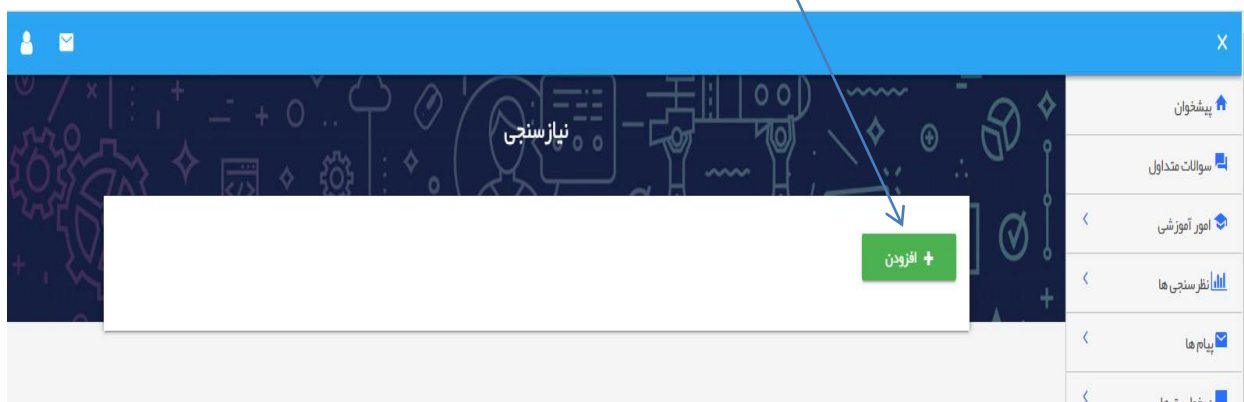 نیازسنجی
+ افزودن
پیشخوان
سوالات متداول
امور آموزشی
نظرسنجی ها
پیام ها